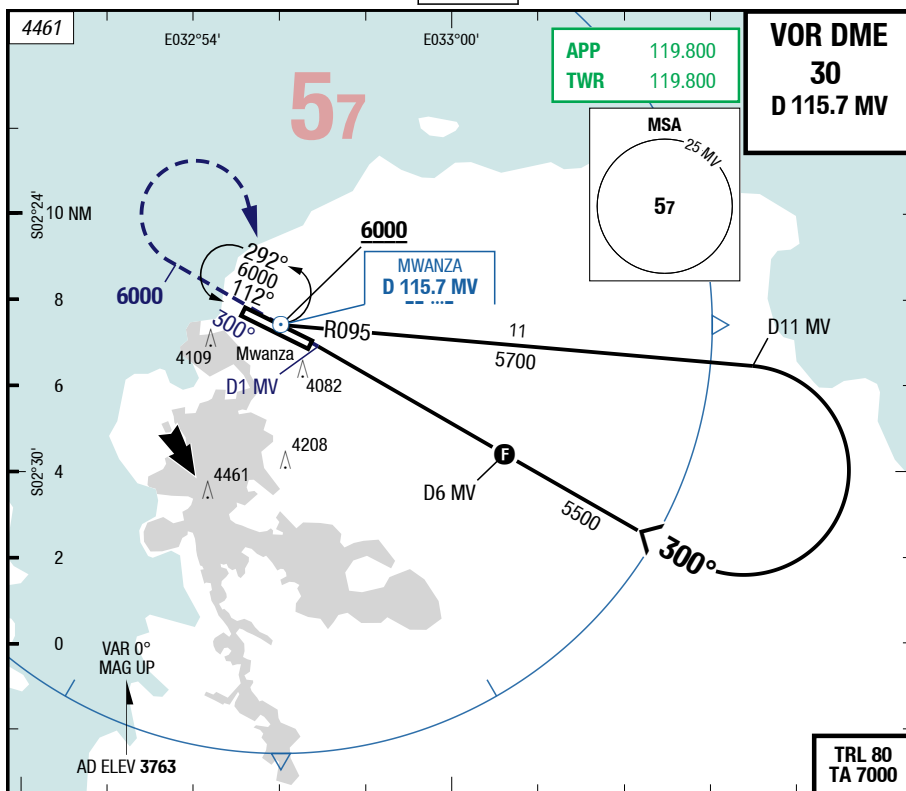 4461
E032°54'
E033°00'
APP 119.800
TWR 119.800
VOR DME
30
D 115.7 MV
57
MSA
25 MV
57
S02°24'
10 NM
6000
292°
6000
112°
MWANZA
D 115.7 MV
6000
8
300°
R095
11
5700
D11 MV
4109
Mwanza
D1 MV
4082
6
4208
4461
S02°30'
4
F
D6 MV
5500
300°
2
0
VAR 0°
MAG UP
AD ELEV 3763
TRL 80
TA 7000